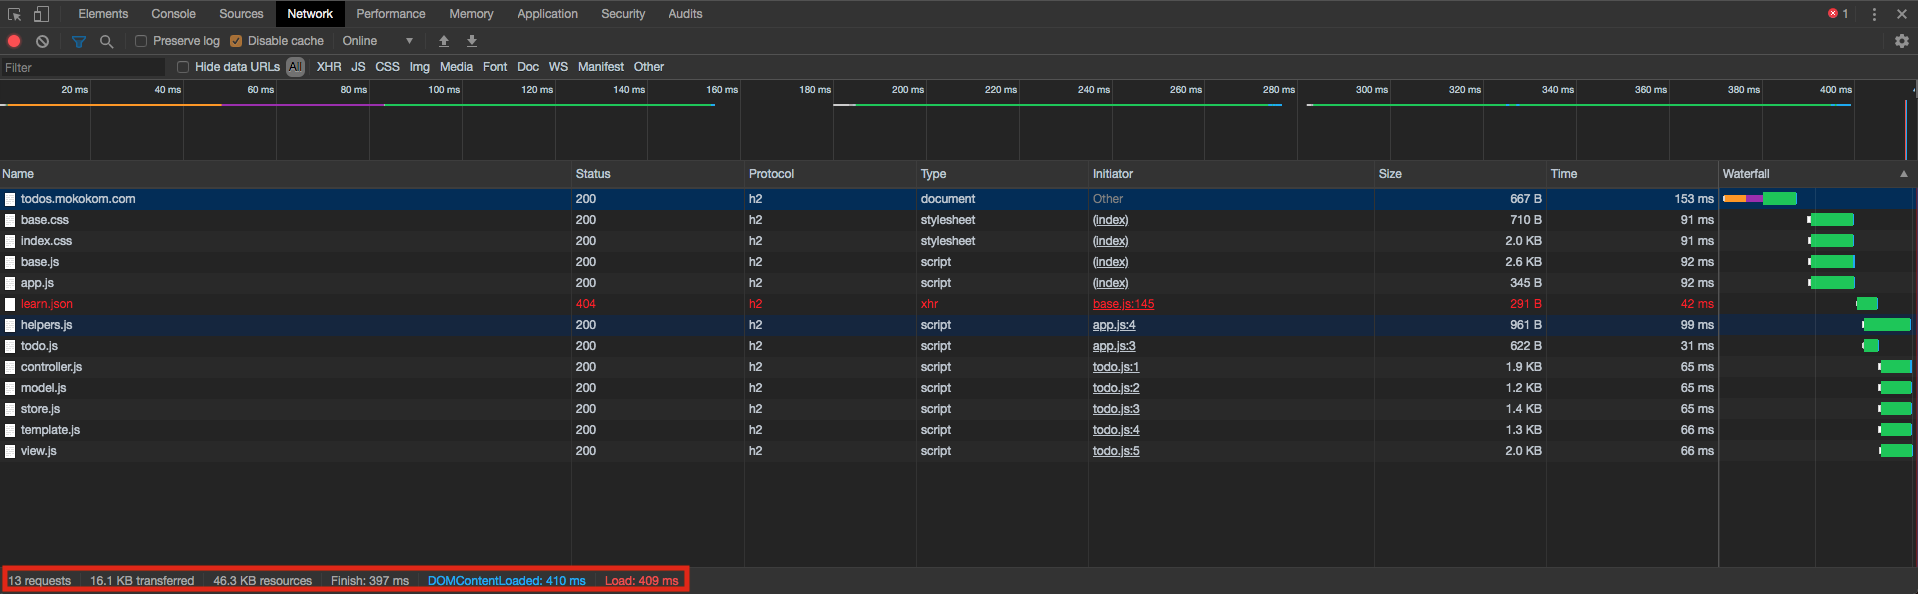 Elements Console Sources Network Performance Memory Application Security Audits 1
Preserve log Disable cache Online
Filter Hide data URLs All XHR JS CSS Img Media Font Doc WS Manifest Other
20 ms 40 ms 60 ms 80 ms 100 ms 120 ms 140 ms 160 ms 180 ms 200 ms 220 ms 240 ms 260 ms 280 ms 300 ms 320 ms 340 ms 360 ms 380 ms 400 ms
Name Status Protocol Type Initiator Size Time Waterfall
todos.mokokom.com 200 h2 document Other 667 B 153 ms
base.css 200 h2 stylesheet (index) 710 B 91 ms
index.css 200 h2 stylesheet (index) 2.0 KB 91 ms
base.js 200 h2 script (index) 2.6 KB 92 ms
app.js 200 h2 script (index) 345 B 92 ms
learn.json 404 h2 xhr base.js:145 291 B 42 ms
helpers.js 200 h2 script app.js:4 961 B 99 ms
todo.js 200 h2 script app.js:3 622 B 31 ms
controller.js 200 h2 script todo.js:1 1.9 KB 65 ms
model.js 200 h2 script todo.js:2 1.2 KB 65 ms
store.js 200 h2 script todo.js:3 1.4 KB 65 ms
template.js 200 h2 script todo.js:4 1.3 KB 66 ms
view.js 200 h2 script todo.js:5 2.0 KB 66 ms
13 requests 16.1 KB transferred 46.3 KB resources Finish: 397 ms DOMContentLoaded: 410 ms Load: 409 ms